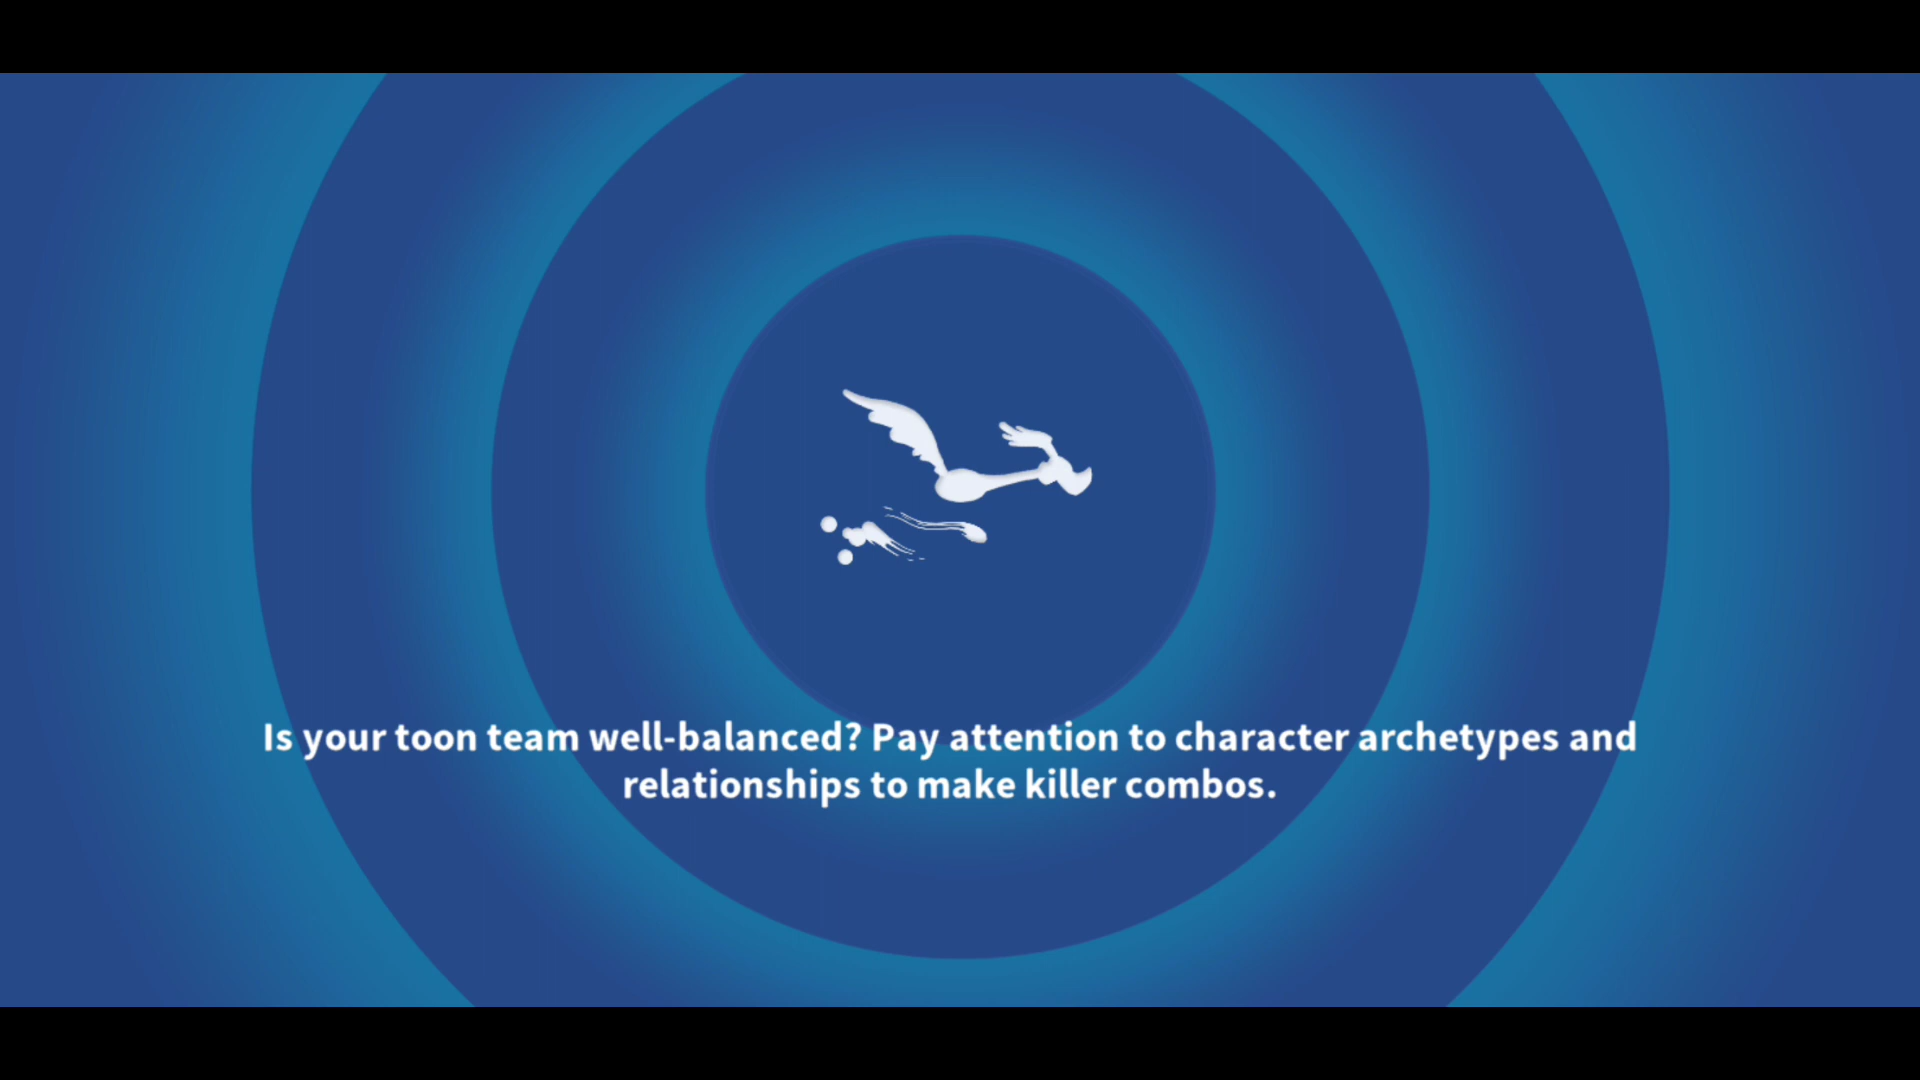 Is your toon team well-balanced? Pay attention to character archetypes and
relationships to make killer combos.